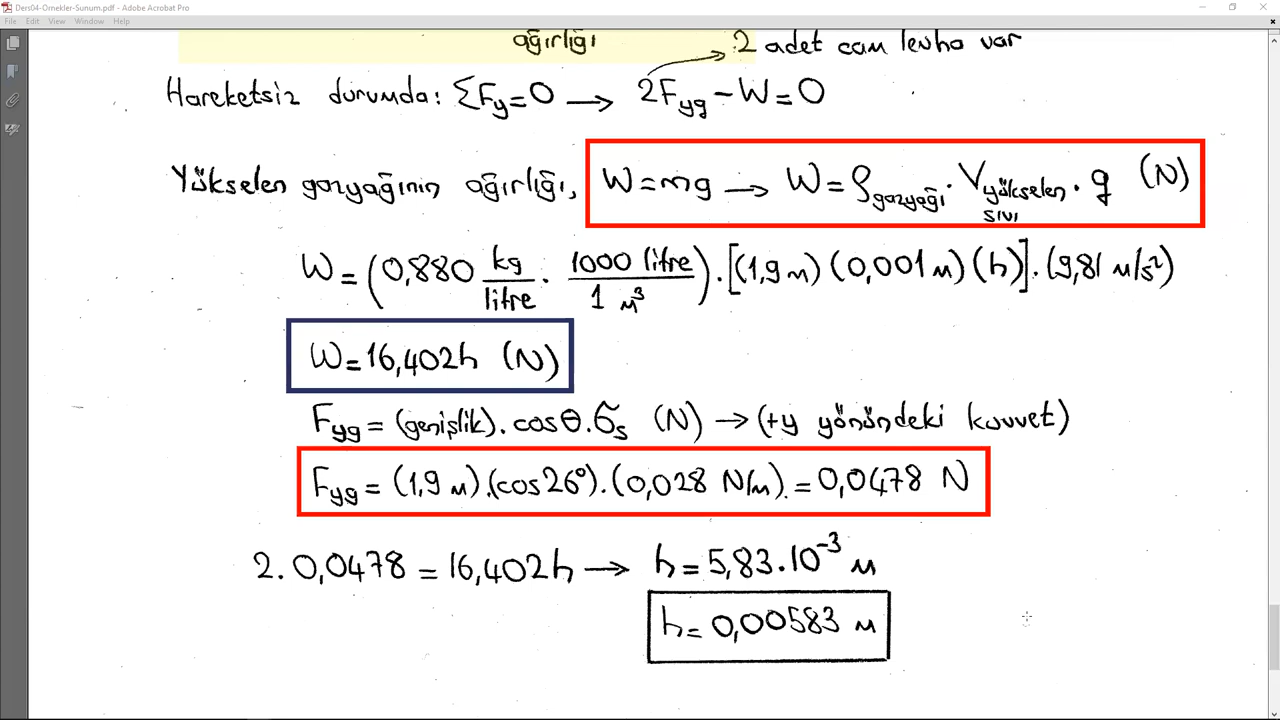 Ders04-Ornekler-Sunum.pdf - Adobe Acrobat Pro
File Edit View Window Help
ağırlığı 2 adet cam levha var
Hareketsiz durumda: ΣFy=0 → 2Fyg-W=0
Yükselen gazyağının ağırlığı, W=mg → W=ρgazyağı.Vyükselen sıvı.g (N)
W=(0,880 kg/litre . 1000 litre/1 m³).[(1,9 m)(0,001 m)(h)].(9,81 m/s²)
W=16,402h (N)
Fyg=(genişlik).cosθ.σs (N) → (+y yönündeki kuvvet)
Fyg=(1,9 m).(cos26°).(0,028 N/m).=0,0478 N
2.0,0478=16,402h → h=5,83.10⁻³ m
h=0,00583 m